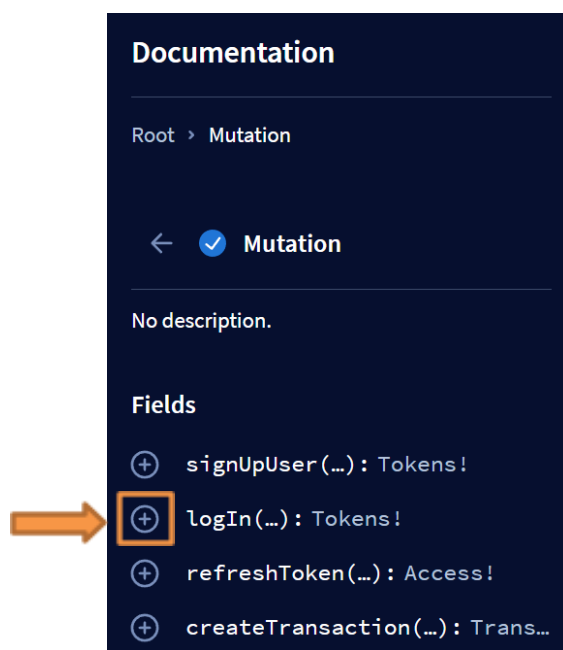 Documentation
Root › Mutation
Mutation
No description.
Fields
signUpUser(…): Tokens!
logIn(…): Tokens!
refreshToken(…): Access!
createTransaction(…): Trans…